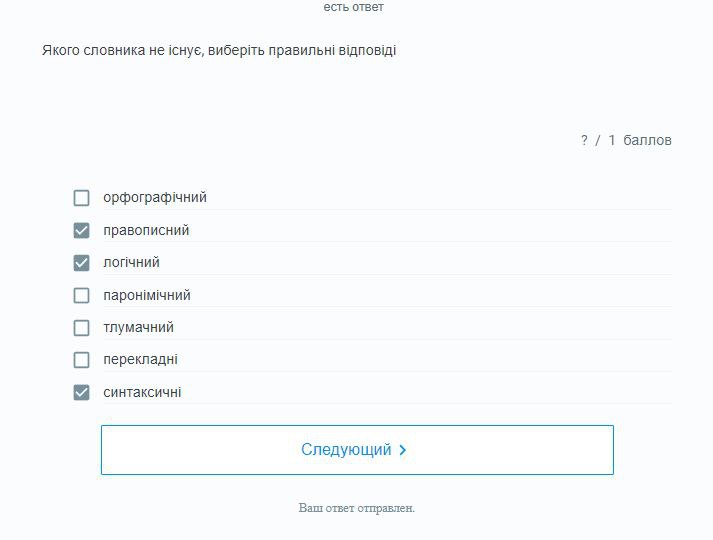 есть ответ
Якого словника не існує, виберіть правильні відповіді
? / 1 баллов
орфографічний
правописний
логічний
паронімічний
тлумачний
перекладні
синтаксичні
Следующий
Ваш ответ отправлен.